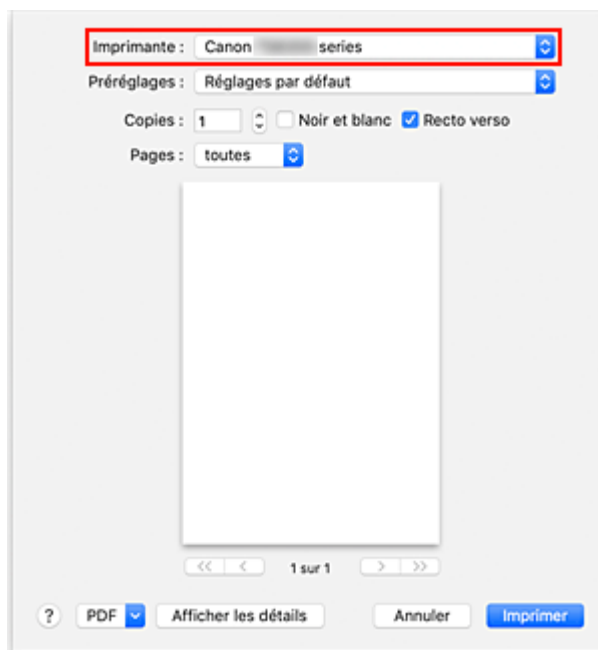 Imprimante : Canon series
Préréglages : Réglages par défaut
Copies : 1 Noir et blanc Recto verso
Pages : toutes
<< < 1 sur 1 > >>
? PDF Afficher les détails Annuler Imprimer